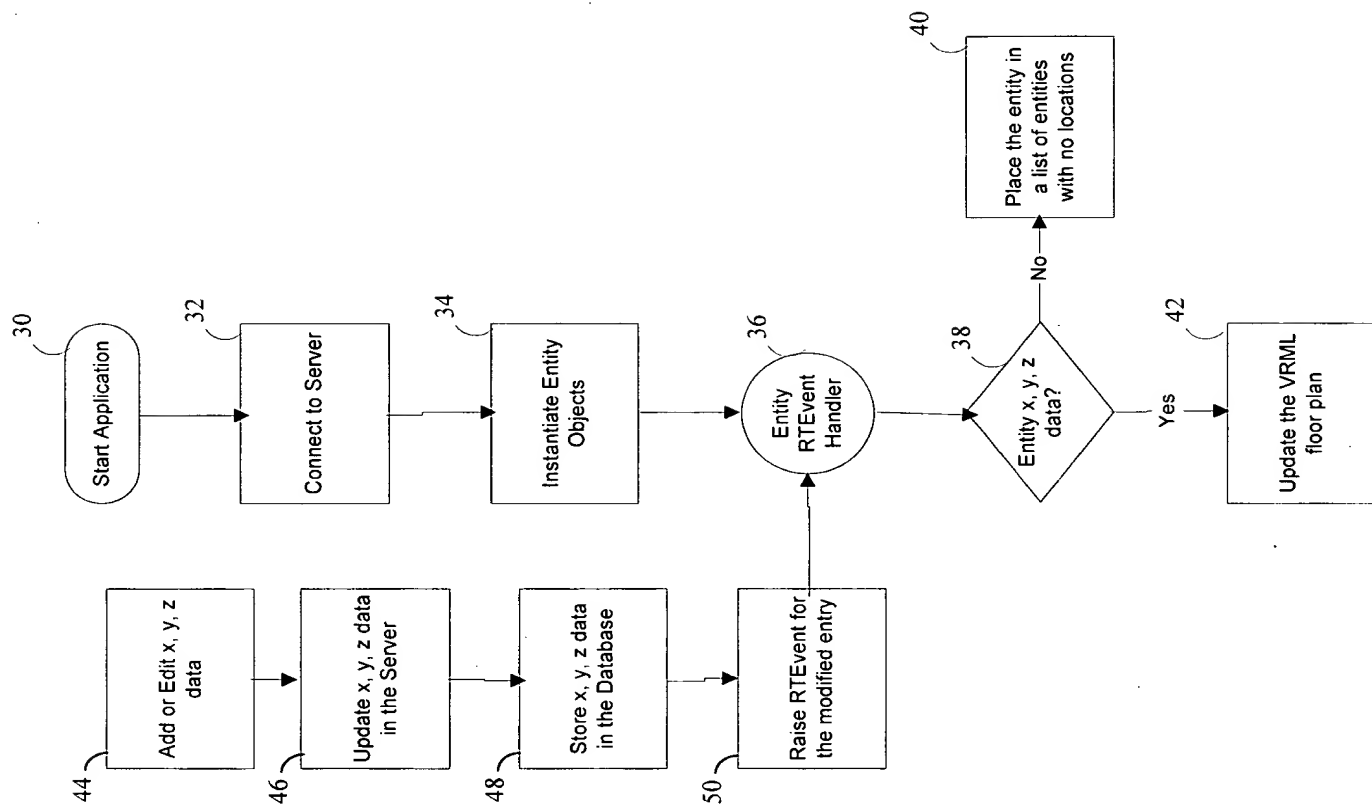 30
Start Application
32
Connect to Server
34
Instantiate Entity
Objects
36
Entity
RTEvent
Handler
38
Entity x, y, z
data?
No
40
Place the entity in
a list of entities
with no locations
Yes
42
Update the VRML
floor plan
44
Add or Edit x, y, z
data
46
Update x, y, z data
in the Server
48
Store x, y, z data
in the Database
50
Raise RTEvent for
the modified entry